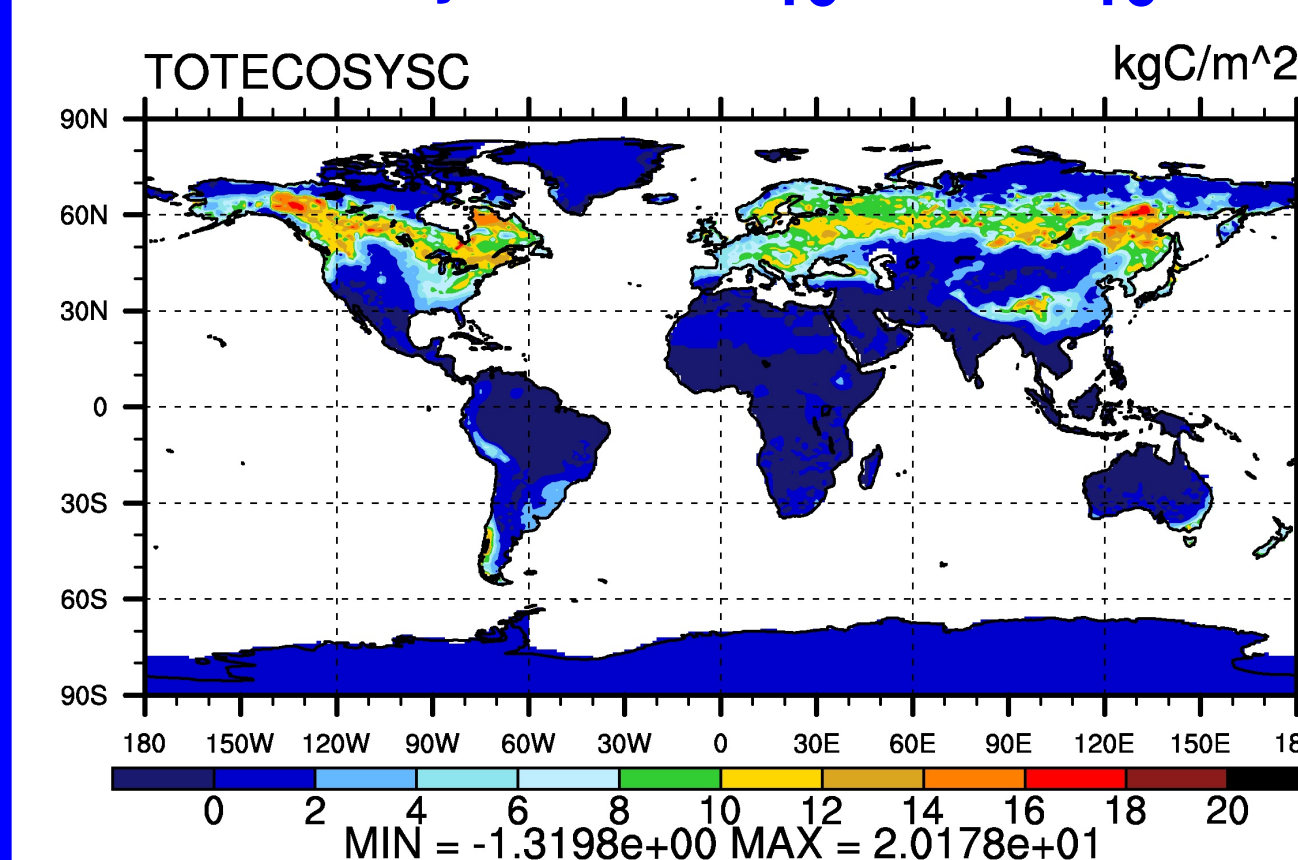 TOTECOSYSC kgC/m^2
90N
60N
30N
0
30S
60S
90S
180 150W 120W 90W 60W 30W 0 30E 60E 90E 120E 150E
0 2 4 6 8 10 12 14 16 18 20
MIN = -1.3198e+00 MAX = 2.0178e+01